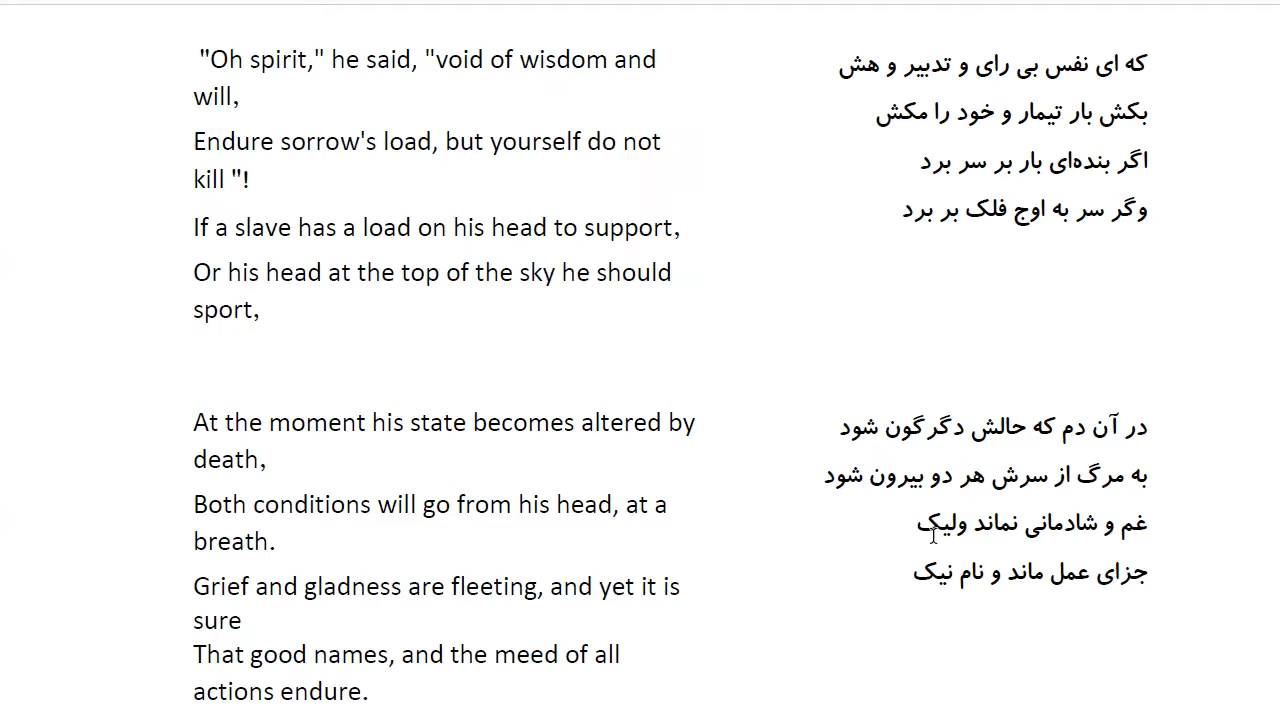 "Oh spirit," he said, "void of wisdom and
will,
Endure sorrow's load, but yourself do not
kill "!
If a slave has a load on his head to support,
Or his head at the top of the sky he should
sport,
که ای نفس بی رای و تدبیر و هش
بکش بار تیمار و خود را مکش
اگر بنده‌ای بار بر سر برد
وگر سر به اوج فلک بر برد
At the moment his state becomes altered by
death,
Both conditions will go from his head, at a
breath.
Grief and gladness are fleeting, and yet it is
sure
That good names, and the meed of all
actions endure.
در آن دم که حالش دگرگون شود
به مرگ از سرش هر دو بیرون شود
غم و شادمانی نماند ولیک
جزای عمل ماند و نام نیک